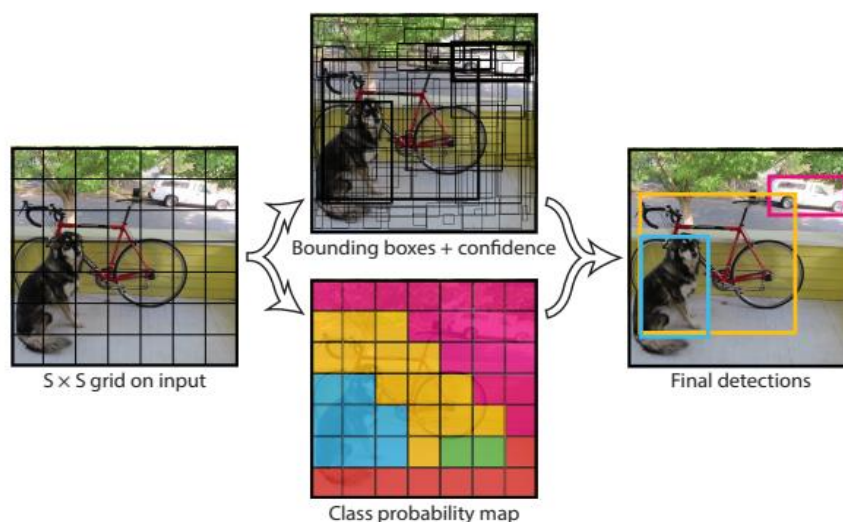 S × S grid on input
Bounding boxes + confidence
Class probability map
Final detections